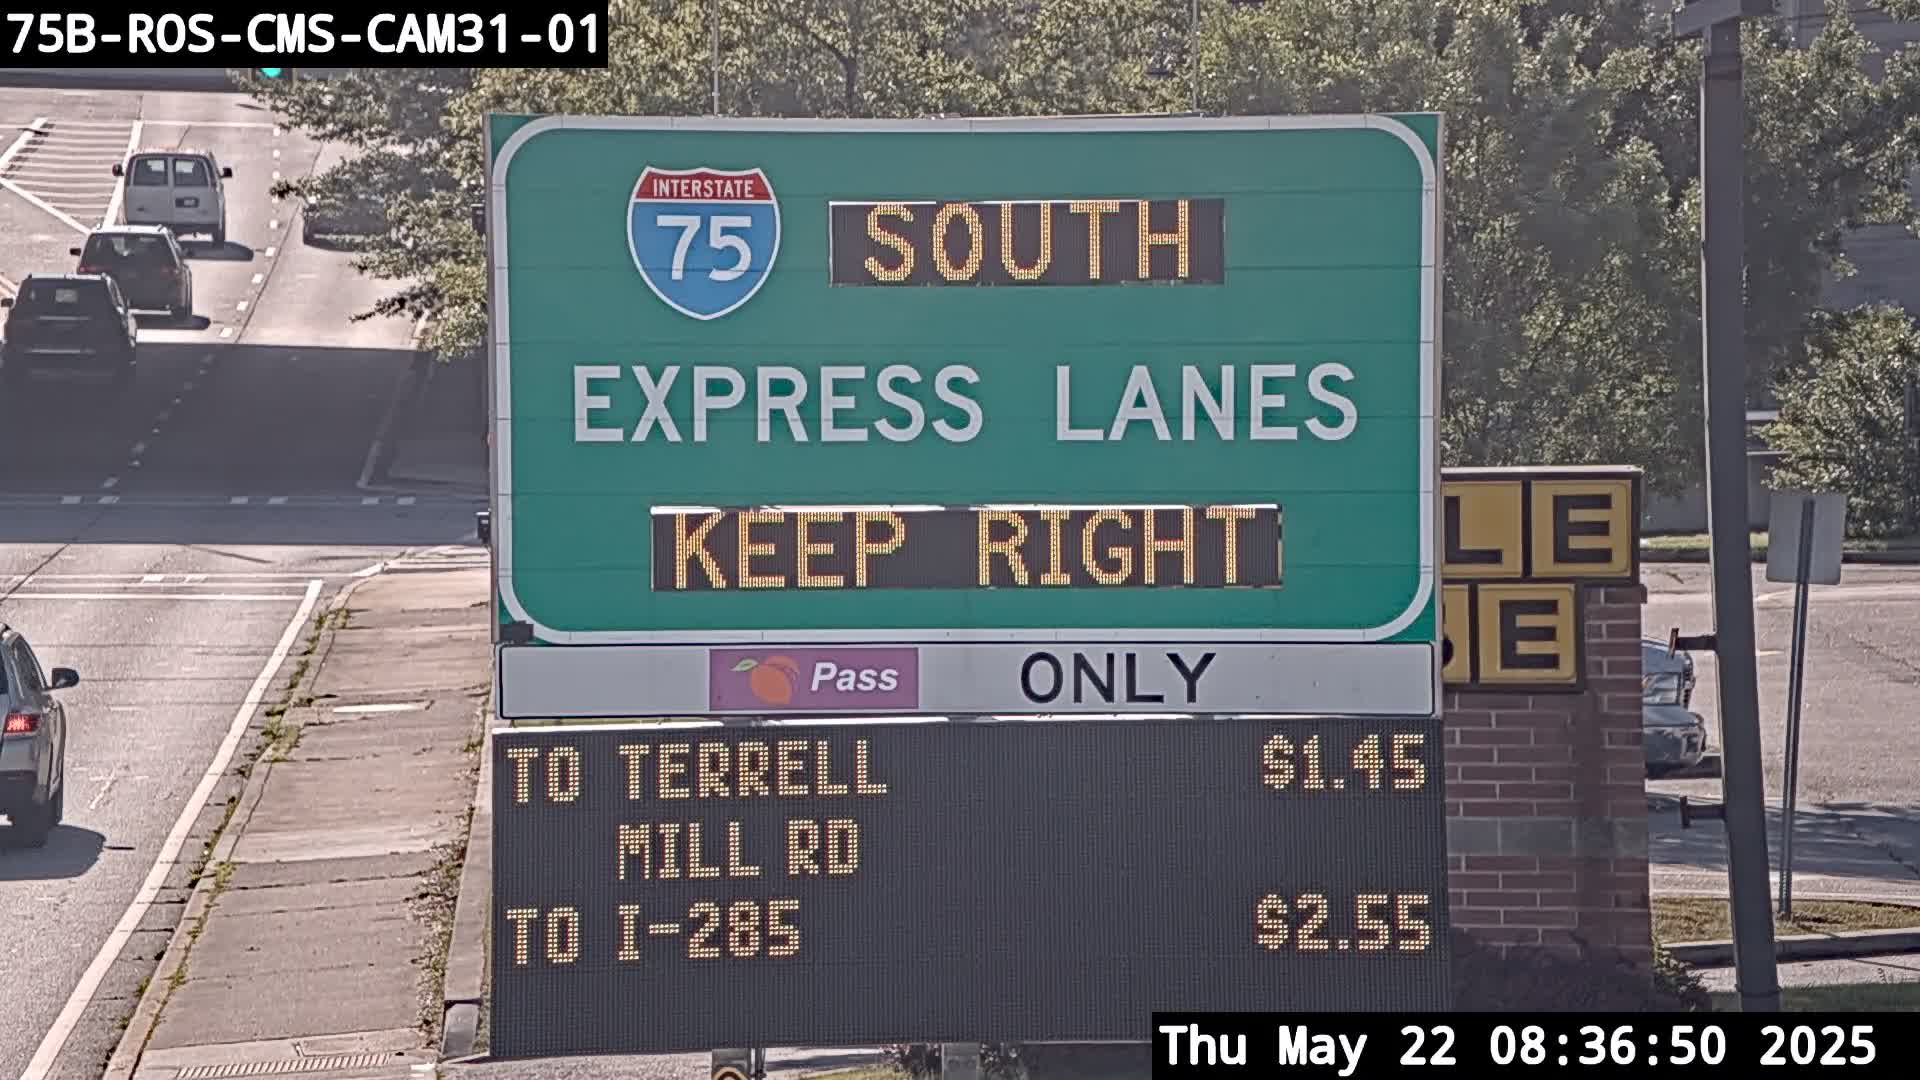 75B-ROS-CMS-CAM31-01
INTERSTATE
75
SOUTH
EXPRESS LANES
KEEP RIGHT
LE
E
Pass ONLY
TO TERRELL $1.45
MILL RD
TO I-285 $2.55
Thu May 22 08:36:50 2025